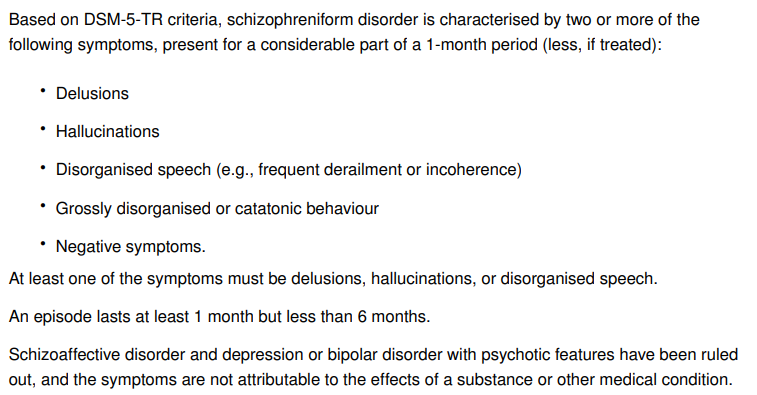 Based on DSM-5-TR criteria, schizophreniform disorder is characterised by two or more of the
following symptoms, present for a considerable part of a 1-month period (less, if treated):
• Delusions
• Hallucinations
• Disorganised speech (e.g., frequent derailment or incoherence)
• Grossly disorganised or catatonic behaviour
• Negative symptoms.
At least one of the symptoms must be delusions, hallucinations, or disorganised speech.
An episode lasts at least 1 month but less than 6 months.
Schizoaffective disorder and depression or bipolar disorder with psychotic features have been ruled
out, and the symptoms are not attributable to the effects of a substance or other medical condition.